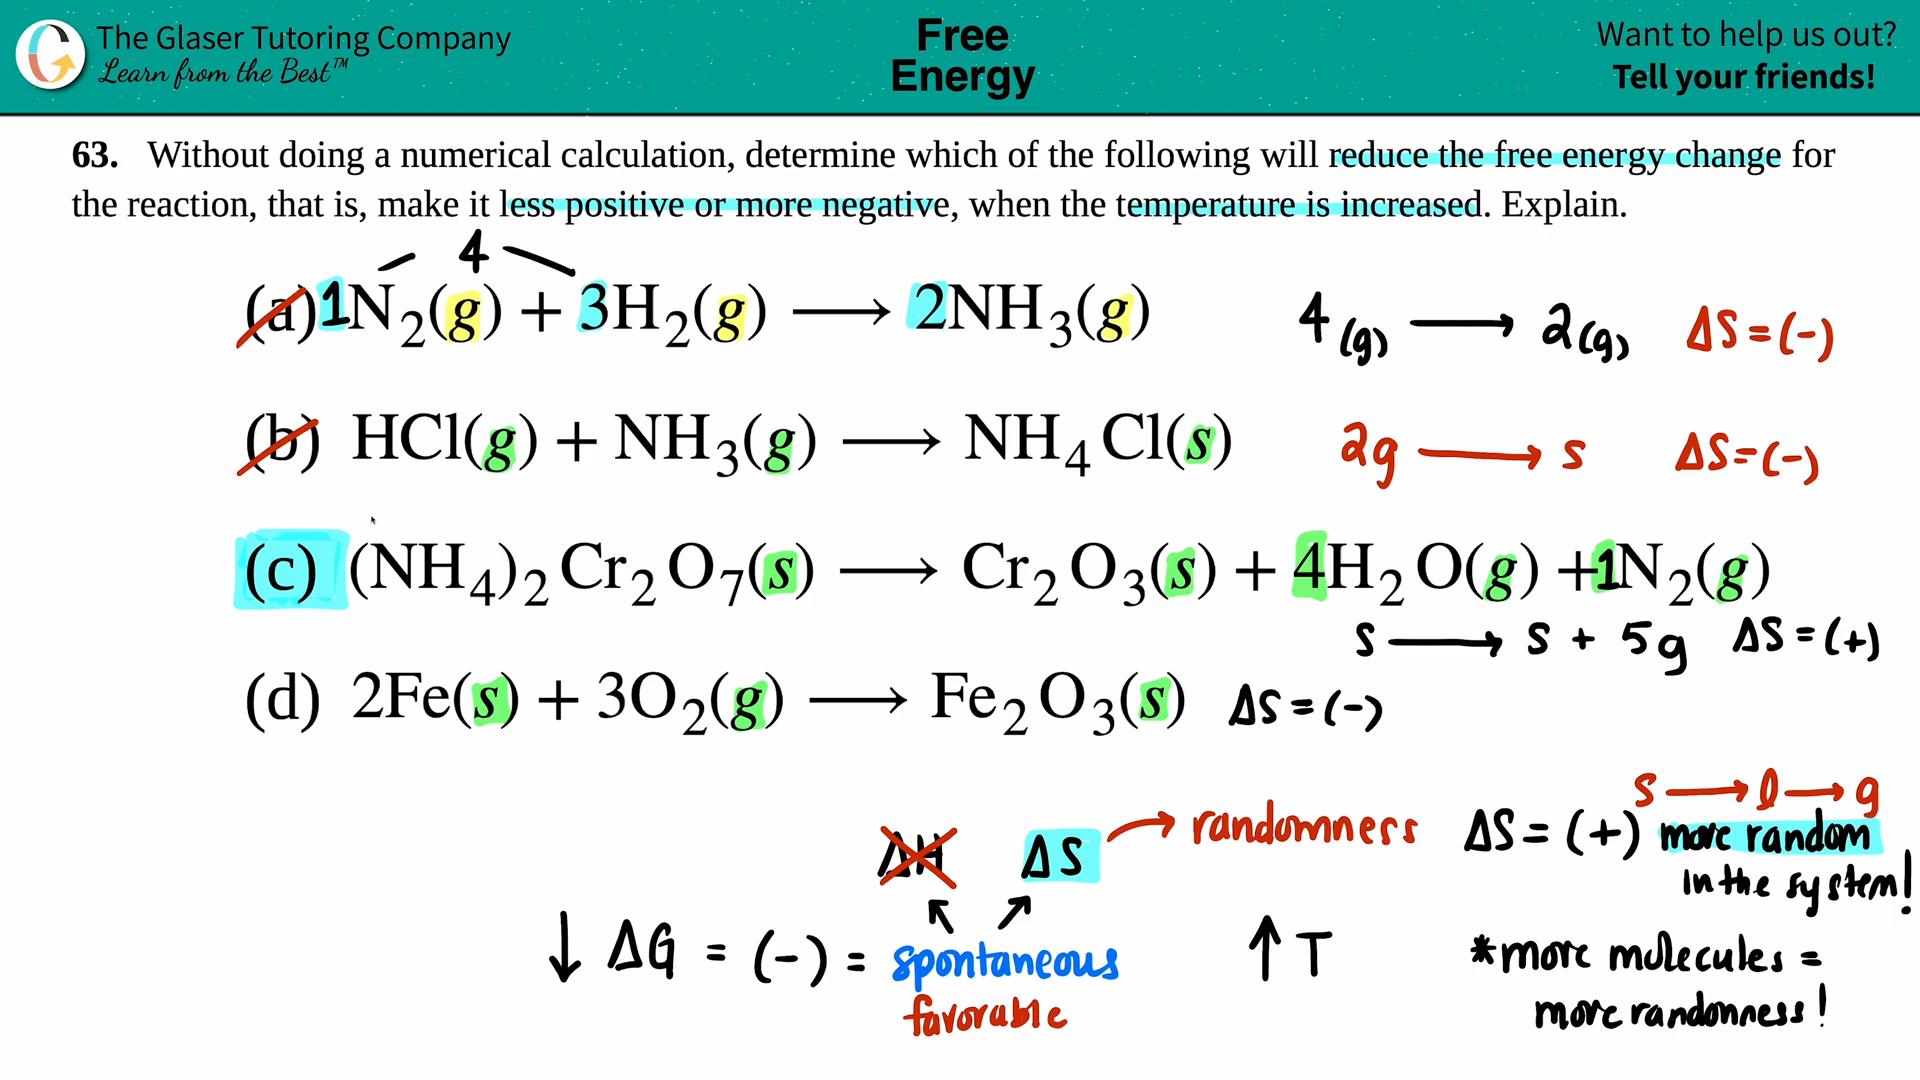 The Glaser Tutoring Company
Learn from the Best™
Free
Energy
Want to help us out?
Tell your friends!
63. Without doing a numerical calculation, determine which of the following will reduce the free energy change for
the reaction, that is, make it less positive or more negative, when the temperature is increased. Explain.
4
(a) 1N₂(g) + 3H₂(g) ⟶ 2NH₃(g)
4(g) ⟶ 2(g) ΔS = (-)
(b) HCl(g) + NH₃(g) ⟶ NH₄Cl(s)
2g ⟶ s ΔS=(-)
(c) (NH₄)₂Cr₂O₇(s) ⟶ Cr₂O₃(s) + 4H₂O(g) + 1N₂(g)
s ⟶ s + 5g ΔS = (+)
(d) 2Fe(s) + 3O₂(g) ⟶ Fe₂O₃(s) ΔS = (-)
s ⟶ l ⟶ g
ΔH ΔS → randomness
ΔS = (+) more random
in the system!
↓ ΔG = (-) = spontaneous
favorable
↑ T
*more molecules =
more randonness!